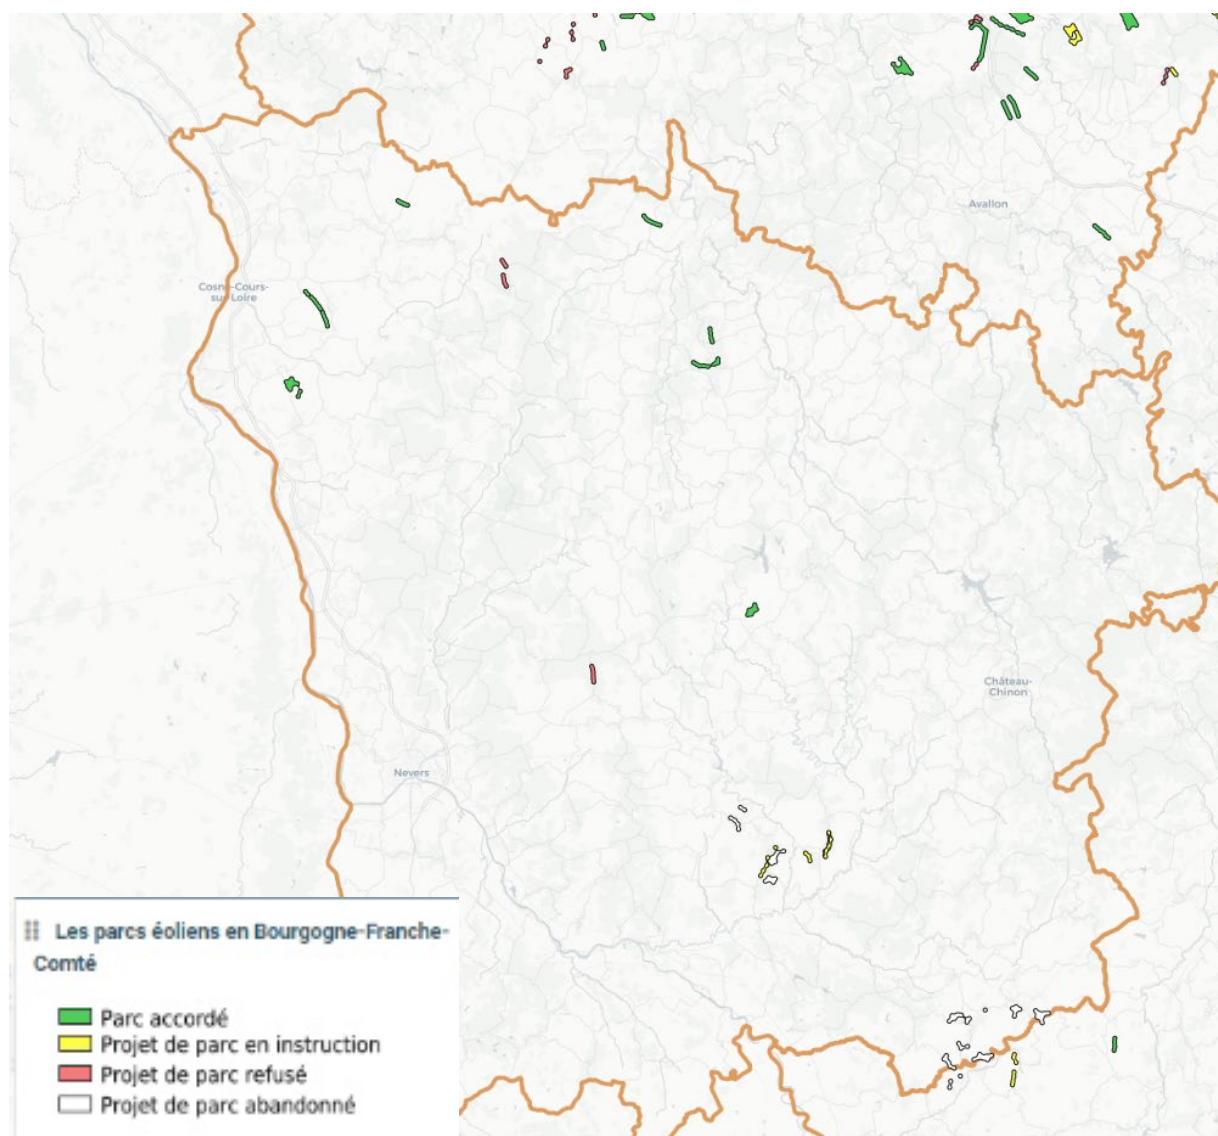 Avallon
Cosne-Cours-
sur-Loire
Château-
Chinon
Nevers
Les parcs éoliens en Bourgogne-Franche-
Comté
Parc accordé
Projet de parc en instruction
Projet de parc refusé
Projet de parc abandonné